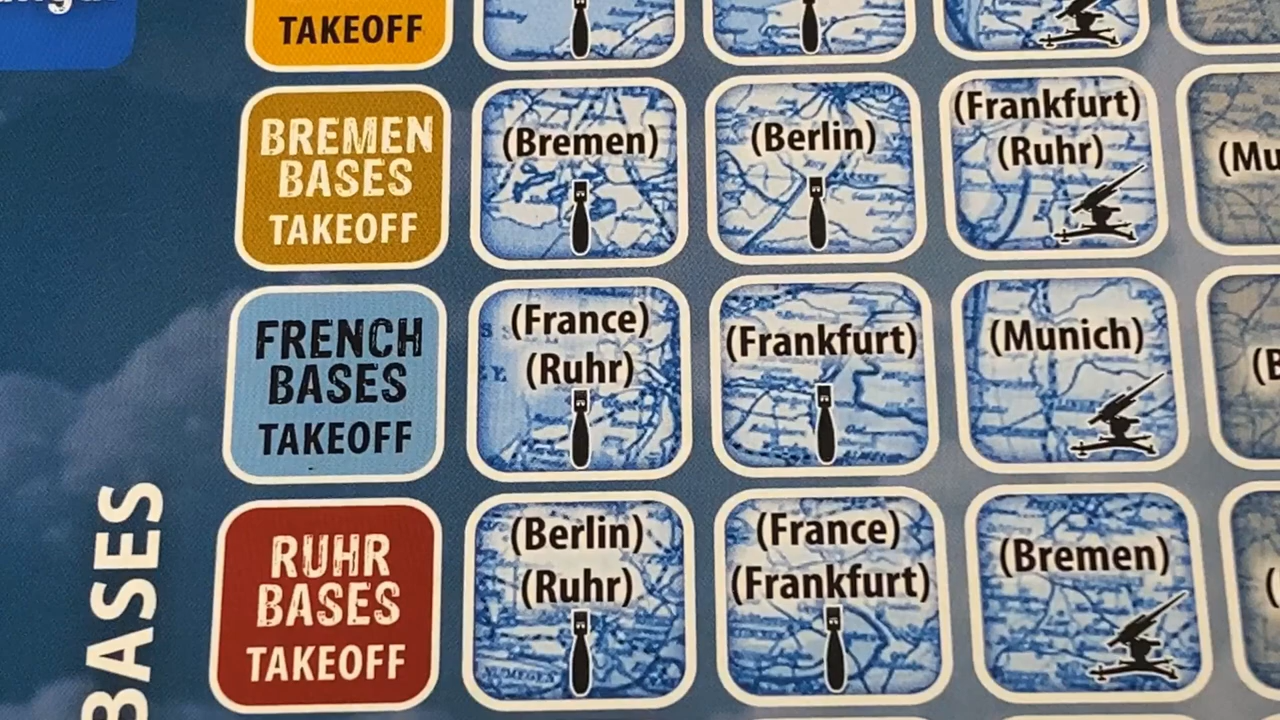 TAKEOFF
BREMEN
BASES
TAKEOFF
(Bremen)
(Berlin)
(Frankfurt)
(Ruhr)
FRENCH
BASES
TAKEOFF
(France)
(Ruhr)
(Frankfurt)
(Munich)
RUHR
BASES
TAKEOFF
(Berlin)
(Ruhr)
(France)
(Frankfurt)
(Bremen)
BASES